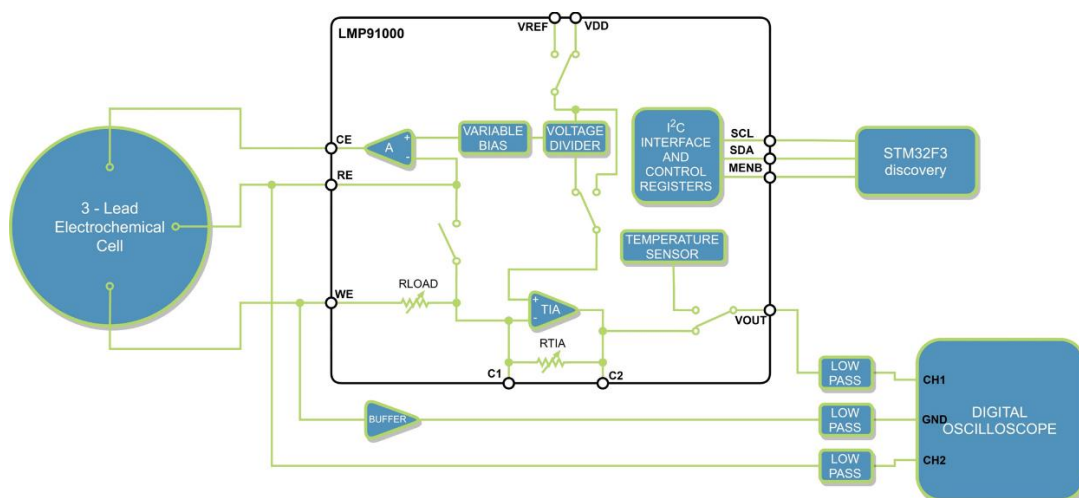 VREF
VDD
LMP91000
CE
A
+
-
VARIABLE
BIAS
VOLTAGE
DIVIDER
I²C
INTERFACE
AND
CONTROL
REGISTERS
SCL
SDA
MENB
STM32F3
discovery
RE
3 - Lead
Electrochemical
Cell
TEMPERATURE
SENSOR
WE
RLOAD
+
-
TIA
VOUT
RTIA
C1
C2
LOW
PASS
CH1
BUFFER
LOW
PASS
GND
DIGITAL
OSCILLOSCOPE
LOW
PASS
CH2